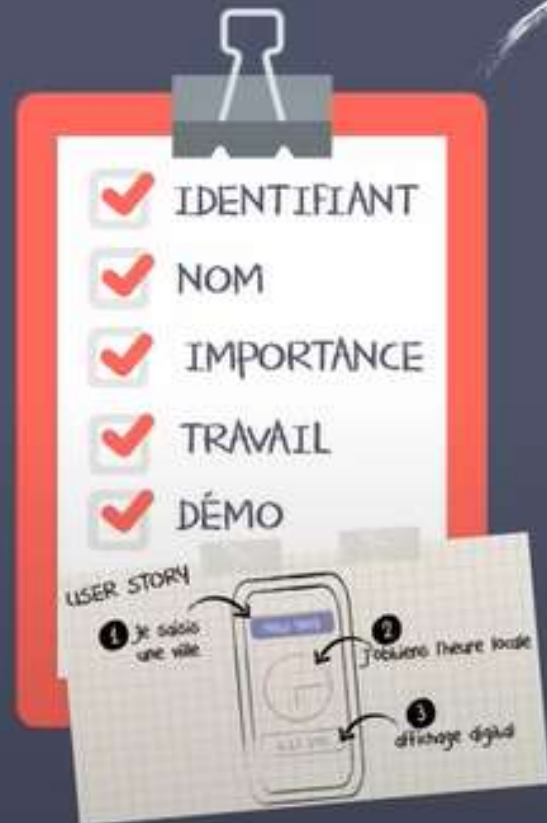 IDENTIFIANT
NOM
IMPORTANCE
TRAVAIL
DÉMO
USER STORY
1 je saisis
une ville
2
j'obtiens l'heure locale
3
affichage digital